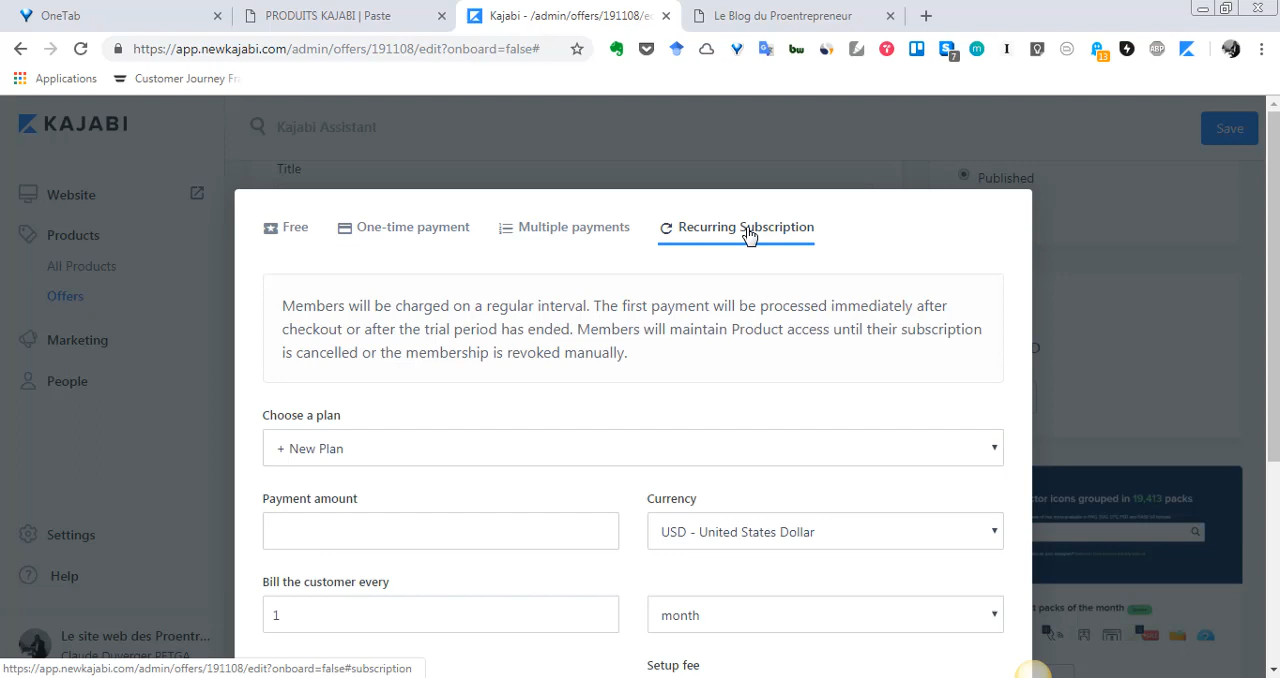 OneTab
PRODUITS KAJABI | Paste
Kajabi - /admin/offers/191108/ed
Le Blog du Proentrepreneur
https://app.newkajabi.com/admin/offers/191108/edit?onboard=false#
bw
7
m
I
13
ABP
Applications
Customer Journey Fr
KAJABI
Kajabi Assistant
Save
Title
Published
Website
Products
All Products
Offers
Marketing
People
Settings
Help
Le site web des Proentr...
Claude Duverger PETGA
Free
One-time payment
Multiple payments
Recurring Subscription
Members will be charged on a regular interval. The first payment will be processed immediately after
checkout or after the trial period has ended. Members will maintain Product access until their subscription
is cancelled or the membership is revoked manually.
Choose a plan
+ New Plan
Payment amount
Currency
USD - United States Dollar
Bill the customer every
1
month
Setup fee
ctor icons grouped in 19,413 packs
packs of the month
https://app.newkajabi.com/admin/offers/191108/edit?onboard=false#subscription